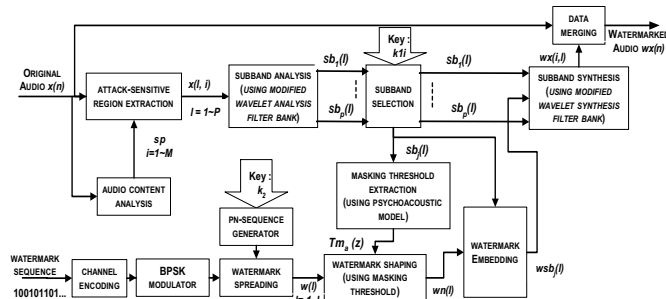 DATA
MERGING
WATERMARKED
AUDIO wx(n)
Key :
k1i
ORIGINAL
AUDIO x(n)
ATTACK-SENSITIVE
REGION EXTRACTION
x(l, i)
l = 1~P
SUBBAND ANALYSIS
(USING MODIFIED
WAVELET ANALYSIS
FILTER BANK)
sb1(l)
sbp(l)
SUBBAND
SELECTION
sb1(l)
sbp(l)
wx(i,l)
SUBBAND SYNTHESIS
(USING MODIFIED
WAVELET SYNTHESIS
FILTER BANK)
sp
i=1~M
AUDIO CONTENT
ANALYSIS
sbj(l)
MASKING THRESHOLD
EXTRACTION
(USING PSYCHOACOUSTIC
MODEL)
Key :
k2
PN-SEQUENCE
GENERATOR
Tma (z)
WATERMARK
EMBEDDING
wsbj(l)
WATERMARK
SEQUENCE
100101101...
CHANNEL
ENCODING
BPSK
MODULATOR
WATERMARK
SPREADING
w(l)
WATERMARK SHAPING
(USING MASKING
THRESHOLD)
wn(l)